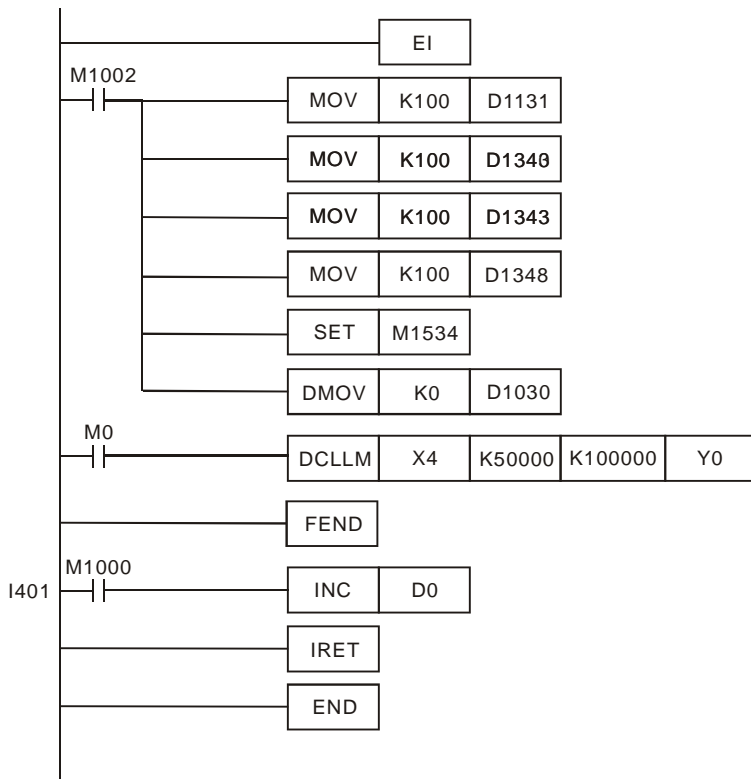 EI
M1002
MOV K100 D1131
MOV K100 D1340
MOV K100 D1343
MOV K100 D1348
SET M1534
DMOV K0 D1030
M0
DCLLM X4 K50000 K100000 Y0
FEND
M1000
I401 INC D0
IRET
END